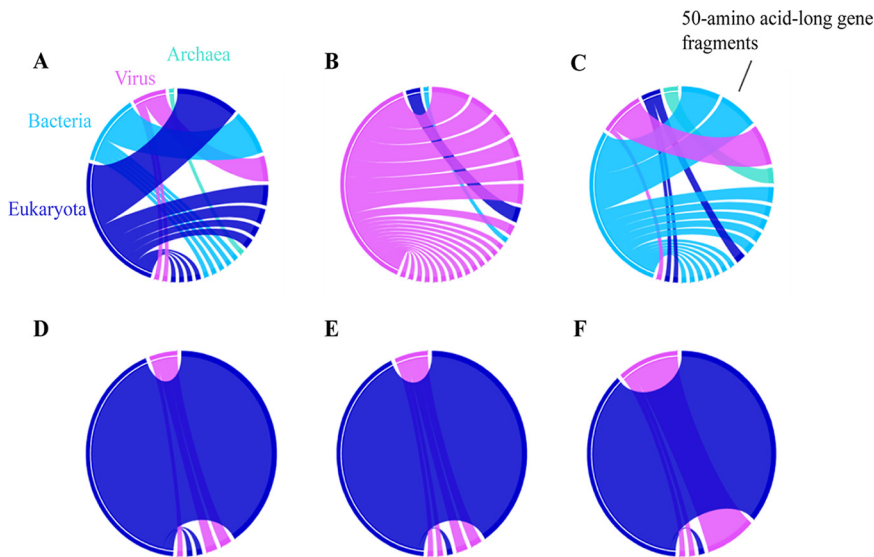 50-amino acid-long gene
fragments
A
Archaea
Virus
Bacteria
Eukaryota
B
C
D
E
F